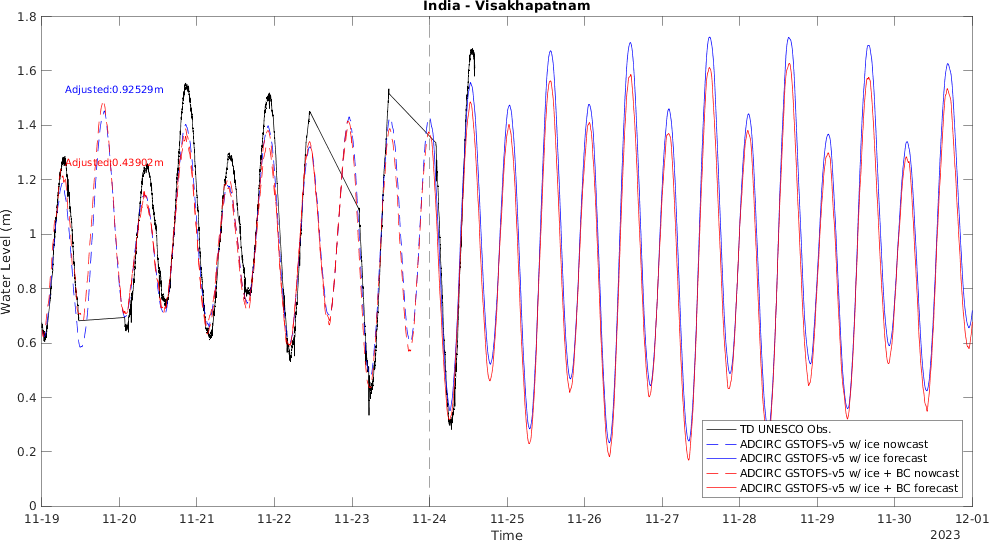 India - Visakhapatnam
1.8
1.6
1.4
1.2
1
0.8
0.6
0.4
0.2
0
Water Level (m)
Adjusted:0.92529m
Adjusted:0.43902m
TD UNESCO Obs.
ADCIRC GSTOFS-v5 w/ ice nowcast
ADCIRC GSTOFS-v5 w/ ice forecast
ADCIRC GSTOFS-v5 w/ ice + BC nowcast
ADCIRC GSTOFS-v5 w/ ice + BC forecast
11-19 11-20 11-21 11-22 11-23 11-24 11-25 11-26 11-27 11-28 11-29 11-30 12-01
Time
2023